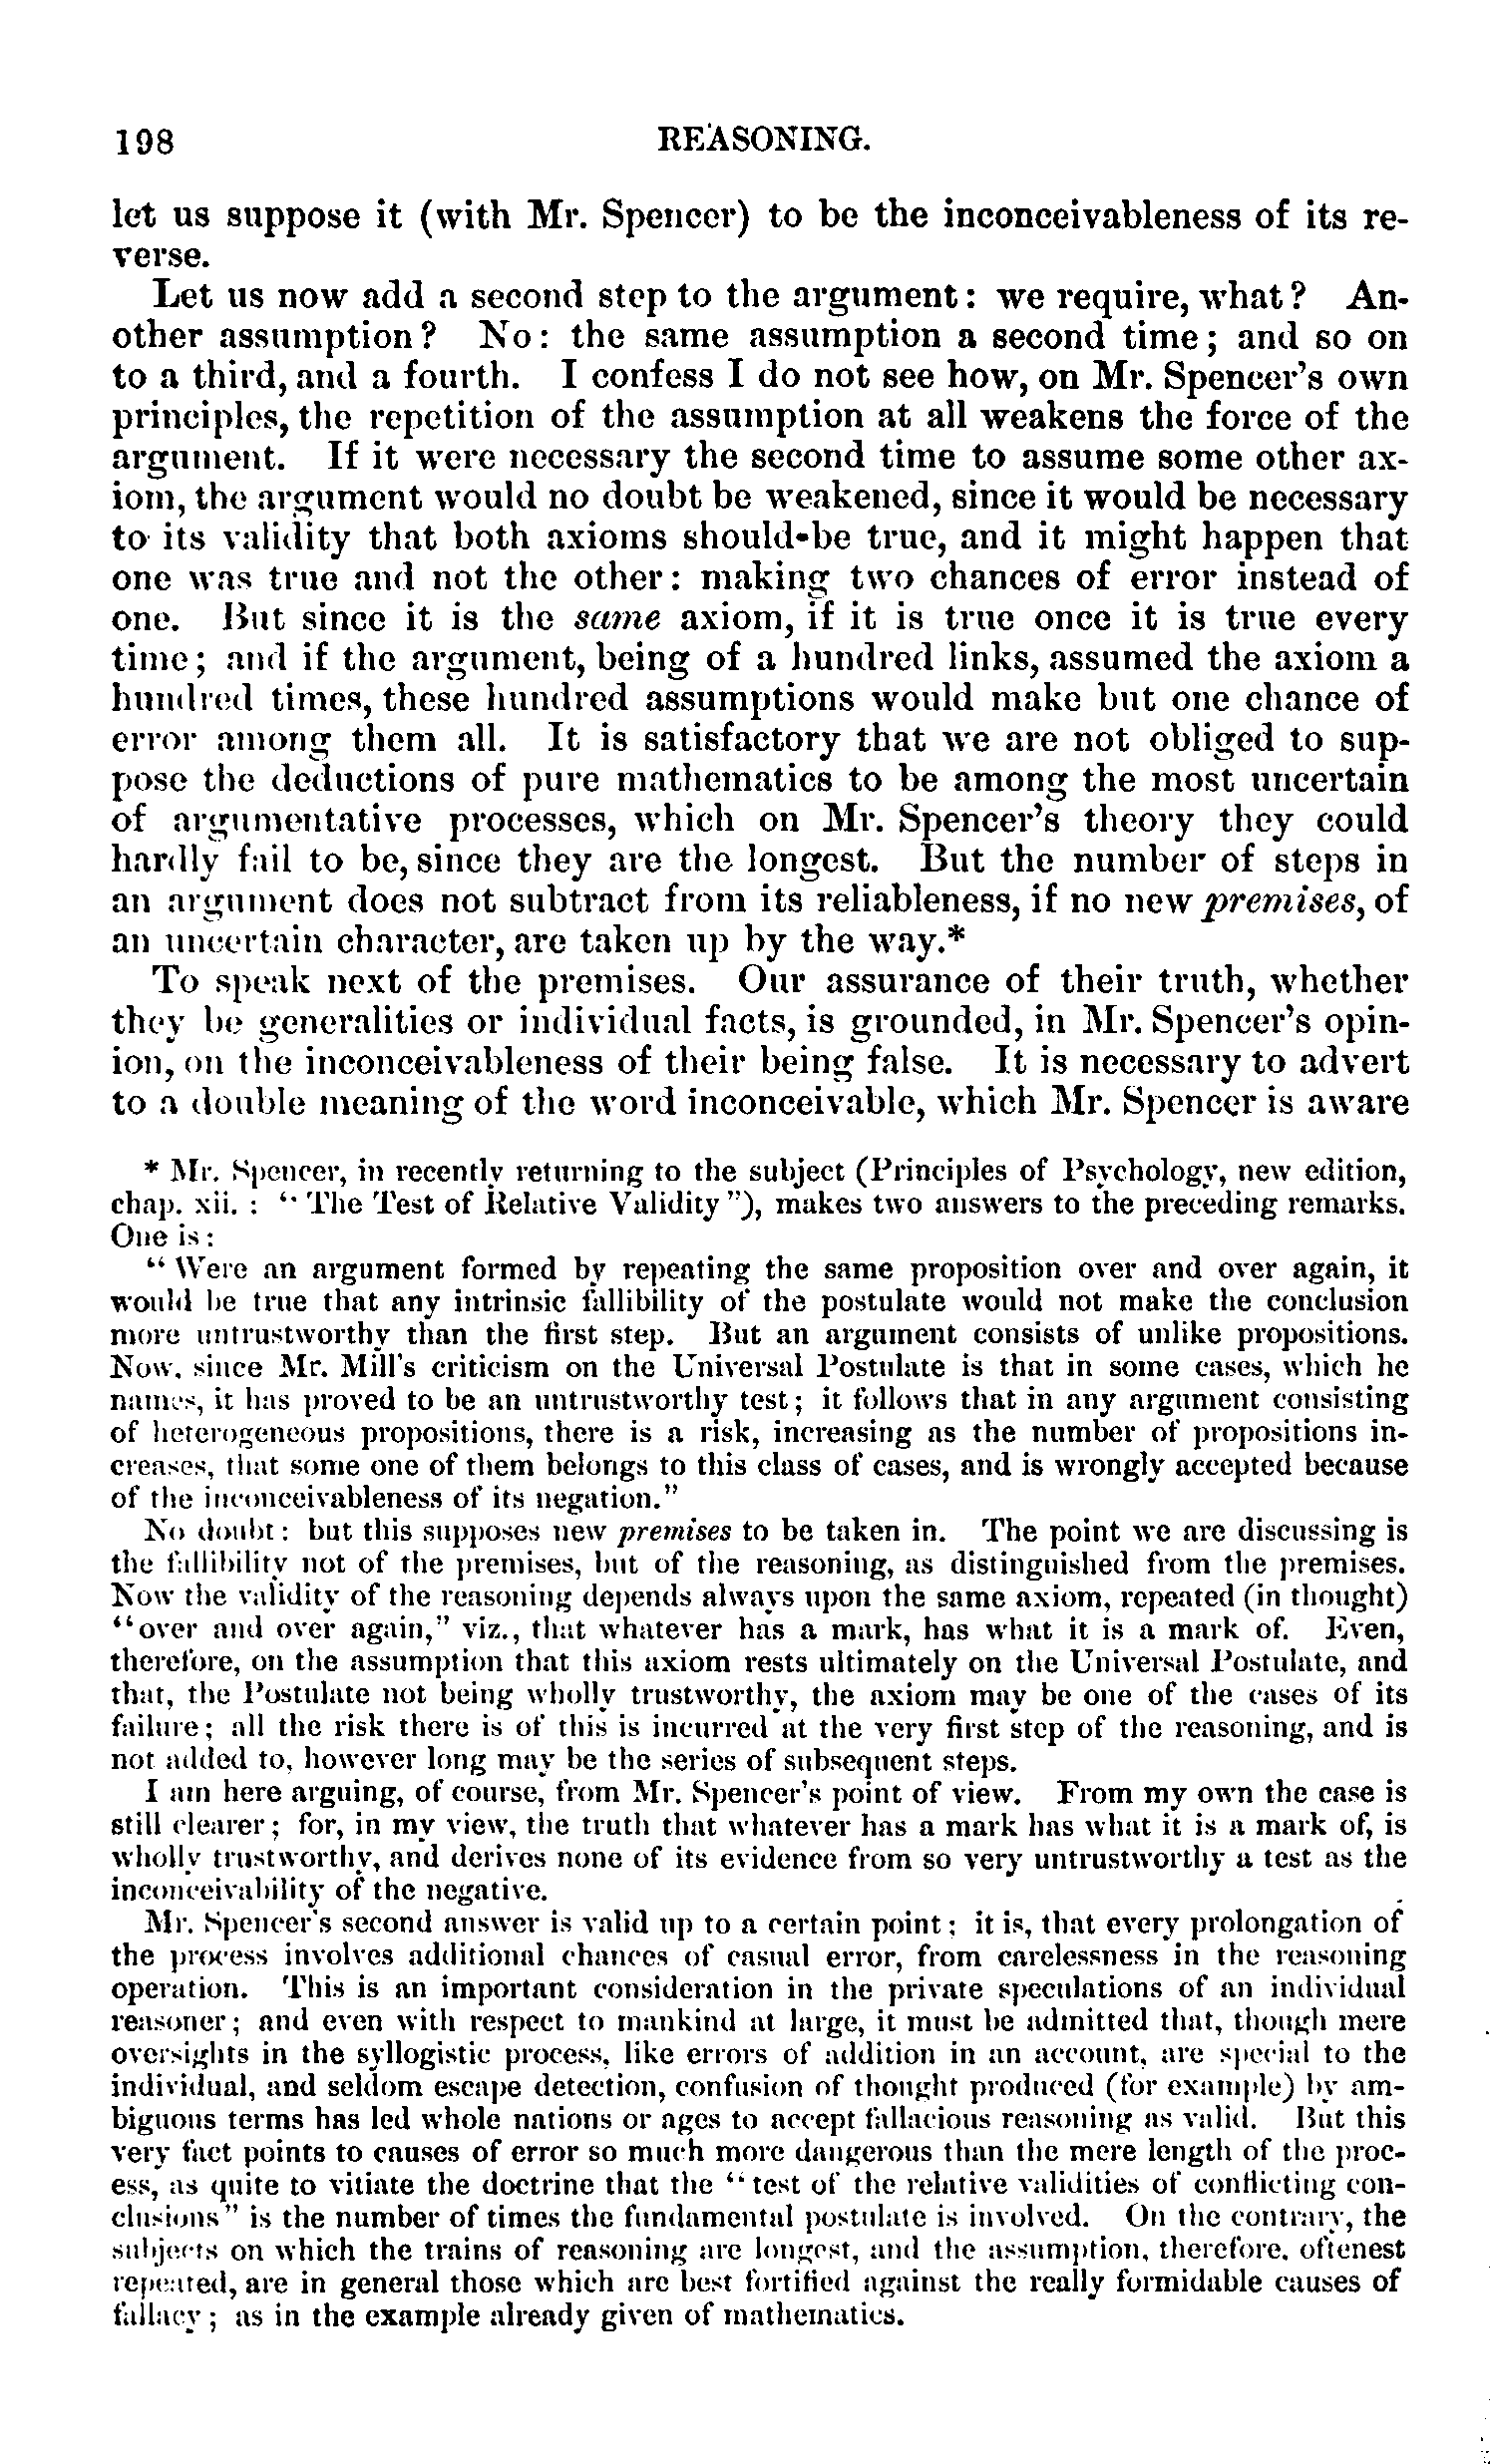 198 REASONING.
let us suppose it (with Mr. Spencer) to be the inconceivableness of its re-
verse.
Let us now add a second step to the argument: we require, what? An-
other assumption? No: the same assumption a second time; and so on
to a third, and a fourth. I confess I do not see how, on Mr. Spencer's own
principles, the repetition of the assumption at all weakens the force of the
argument. If it were necessary the second time to assume some other ax-
iom, the argument would no doubt be weakened, since it would be necessary
to its validity that both axioms should be true, and it might happen that
one was true and not the other: making two chances of error instead of
one. But since it is the same axiom, if it is true once it is true every
time; and if the argument, being of a hundred links, assumed the axiom a
hundred times, these hundred assumptions would make but one chance of
error among them all. It is satisfactory that we are not obliged to sup-
pose the deductions of pure mathematics to be among the most uncertain
of argumentative processes, which on Mr. Spencer's theory they could
hardly fail to be, since they are the longest. But the number of steps in
an argument does not subtract from its reliableness, if no new premises, of
an uncertain character, are taken up by the way.*
To speak next of the premises. Our assurance of their truth, whether
they be generalities or individual facts, is grounded, in Mr. Spencer's opin-
ion, on the inconceivableness of their being false. It is necessary to advert
to a double meaning of the word inconceivable, which Mr. Spencer is aware
* Mr. Spencer, in recently returning to the subject (Principles of Psychology, new edition,
chap. xii. : "The Test of Relative Validity"), makes two answers to the preceding remarks.
One is:
"Were an argument formed by repeating the same proposition over and over again, it
would be true that any intrinsic fallibility of the postulate would not make the conclusion
more untrustworthy than the first step. But an argument consists of unlike propositions.
Now, since Mr. Mill's criticism on the Universal Postulate is that in some cases, which he
names, it has proved to be an untrustworthy test; it follows that in any argument consisting
of heterogeneous propositions, there is a risk, increasing as the number of propositions in-
creases, that some one of them belongs to this class of cases, and is wrongly accepted because
of the inconceivableness of its negation."
No doubt: but this supposes new premises to be taken in. The point we are discussing is
the fallibility not of the premises, but of the reasoning, as distinguished from the premises.
Now the validity of the reasoning depends always upon the same axiom, repeated (in thought)
"over and over again," viz., that whatever has a mark, has what it is a mark of. Even,
therefore, on the assumption that this axiom rests ultimately on the Universal Postulate, and
that, the Postulate not being wholly trustworthy, the axiom may be one of the cases of its
failure; all the risk there is of this is incurred at the very first step of the reasoning, and is
not added to, however long may be the series of subsequent steps.
I am here arguing, of course, from Mr. Spencer's point of view. From my own the case is
still clearer; for, in my view, the truth that whatever has a mark has what it is a mark of, is
wholly trustworthy, and derives none of its evidence from so very untrustworthy a test as the
inconceivability of the negative.
Mr. Spencer's second answer is valid up to a certain point; it is, that every prolongation of
the process involves additional chances of casual error, from carelessness in the reasoning
operation. This is an important consideration in the private speculations of an individual
reasoner; and even with respect to mankind at large, it must be admitted that, though mere
oversights in the syllogistic process, like errors of addition in an account, are special to the
individual, and seldom escape detection, confusion of thought produced (for example) by am-
biguous terms has led whole nations or ages to accept fallacious reasoning as valid. But this
very fact points to causes of error so much more dangerous than the mere length of the proc-
ess, as quite to vitiate the doctrine that the "test of the relative validities of conflicting con-
clusions" is the number of times the fundamental postulate is involved. On the contrary, the
subjects on which the trains of reasoning are longest, and the assumption, therefore, oftenest
repeated, are in general those which are best fortified against the really formidable causes of
fallacy; as in the example already given of mathematics.